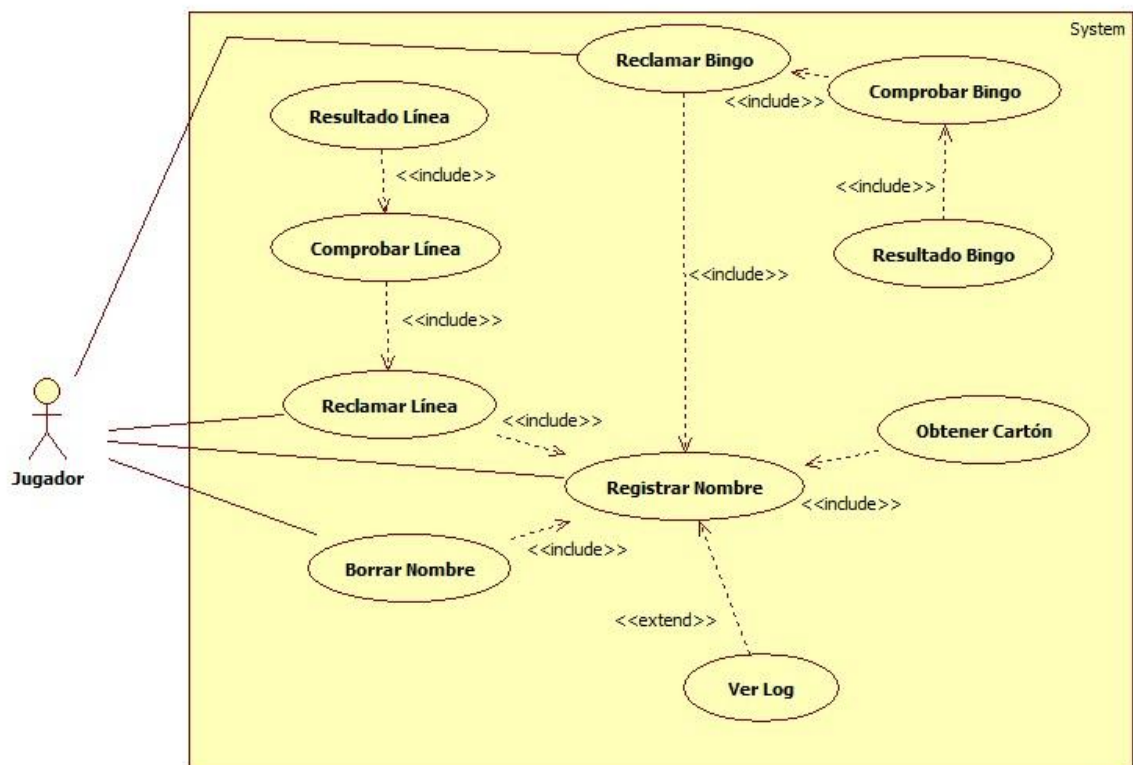 System
Reclamar Bingo
Comprobar Bingo
<<include>>
Resultado Línea
<<include>>
<<include>>
Comprobar Línea
Resultado Bingo
<<include>>
<<include>>
Reclamar Línea
<<include>>
Obtener Cartón
Jugador
Registrar Nombre
<<include>>
<<include>>
Borrar Nombre
<<extend>>
Ver Log